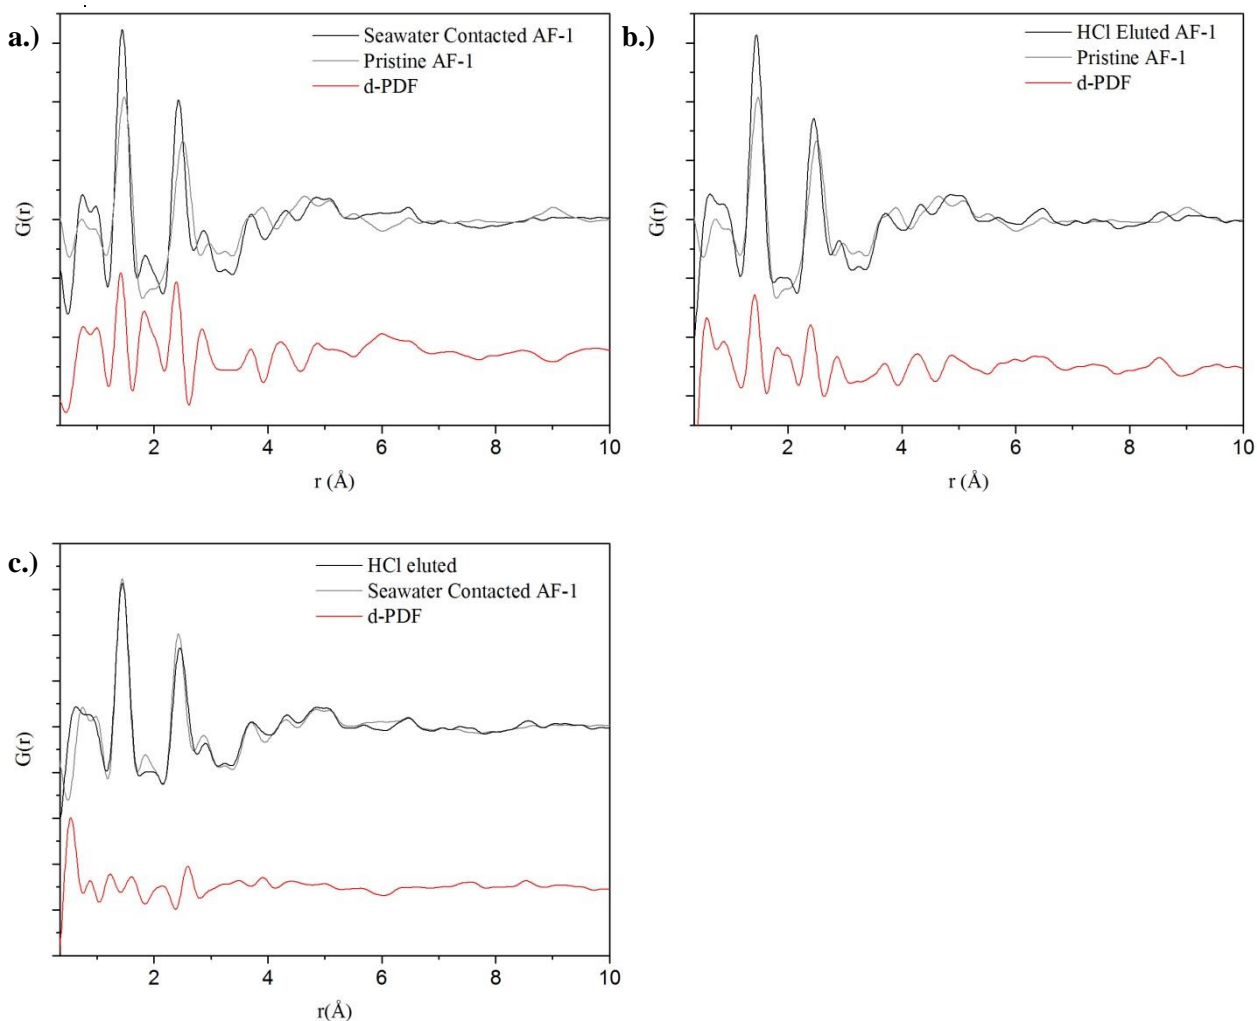 a.)
Seawater Contacted AF-1
Pristine AF-1
d-PDF
G(r)
2
4
6
8
10
r (Å)
b.)
HCl Eluted AF-1
Pristine AF-1
d-PDF
G(r)
2
4
6
8
10
r (Å)
c.)
HCl eluted
Seawater Contacted AF-1
d-PDF
G(r)
2
4
6
8
10
r(Å)